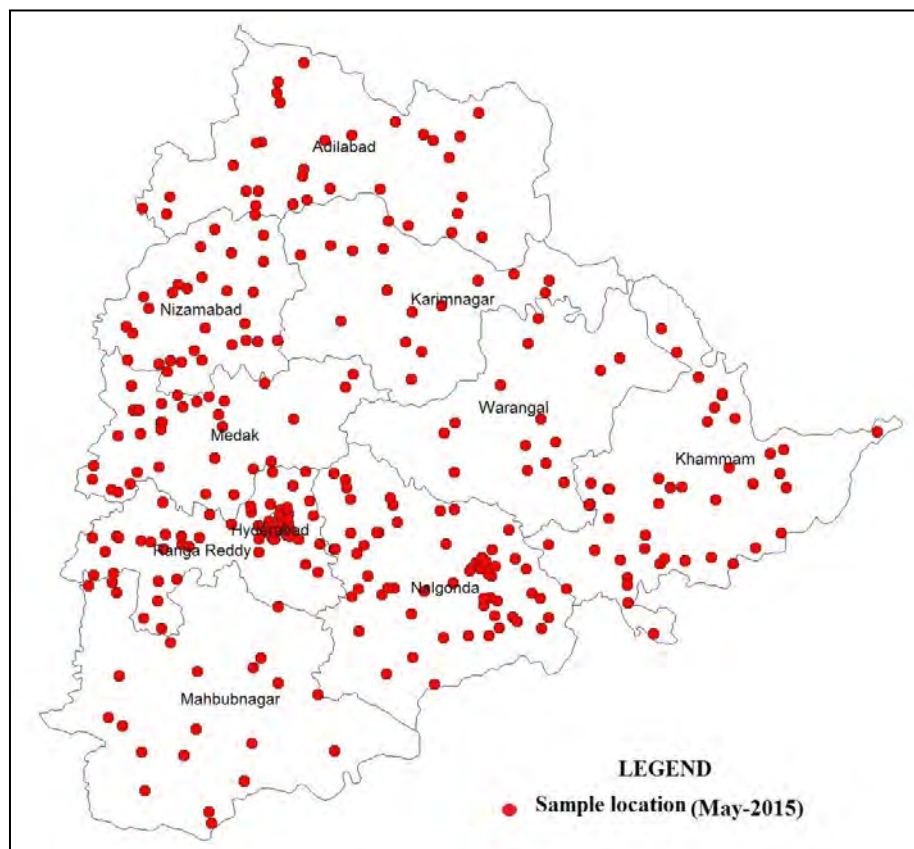 Adilabad
Nizamabad
Karimnagar
Warangal
Medak
Khammam
Hyderabad
Ranga Reddy
Nalgonda
Mahbubnagar
LEGEND
Sample location (May-2015)